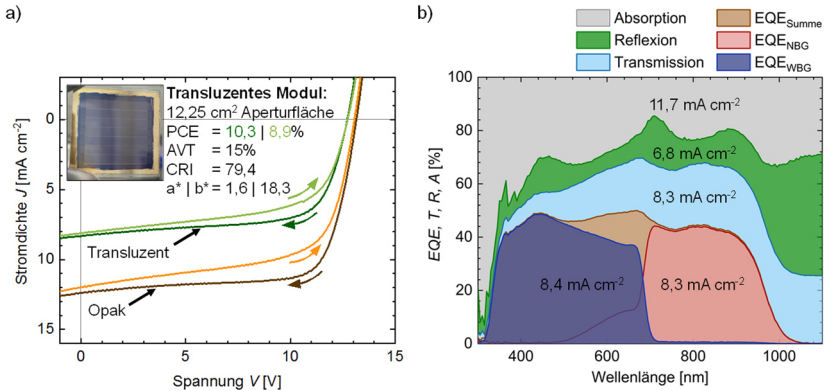 a)
Transluzentes Modul:
12,25 cm² Aperturfläche
PCE = 10,3 | 8,9%
AVT = 15%
CRI = 79,4
a* | b* = 1,6 | 18,3
0
5
10
15
Stromdichte J [mA cm⁻²]
Transluzent
Opak
0 5 10 15
Spannung V [V]
b)
Absorption
Reflexion
Transmission
EQE_Summe
EQE_NBG
EQE_WBG
100
80
60
40
20
0
EQE, T, R, A [%]
11,7 mA cm⁻²
6,8 mA cm⁻²
8,3 mA cm⁻²
8,4 mA cm⁻²
8,3 mA cm⁻²
400 600 800 1000
Wellenlänge [nm]